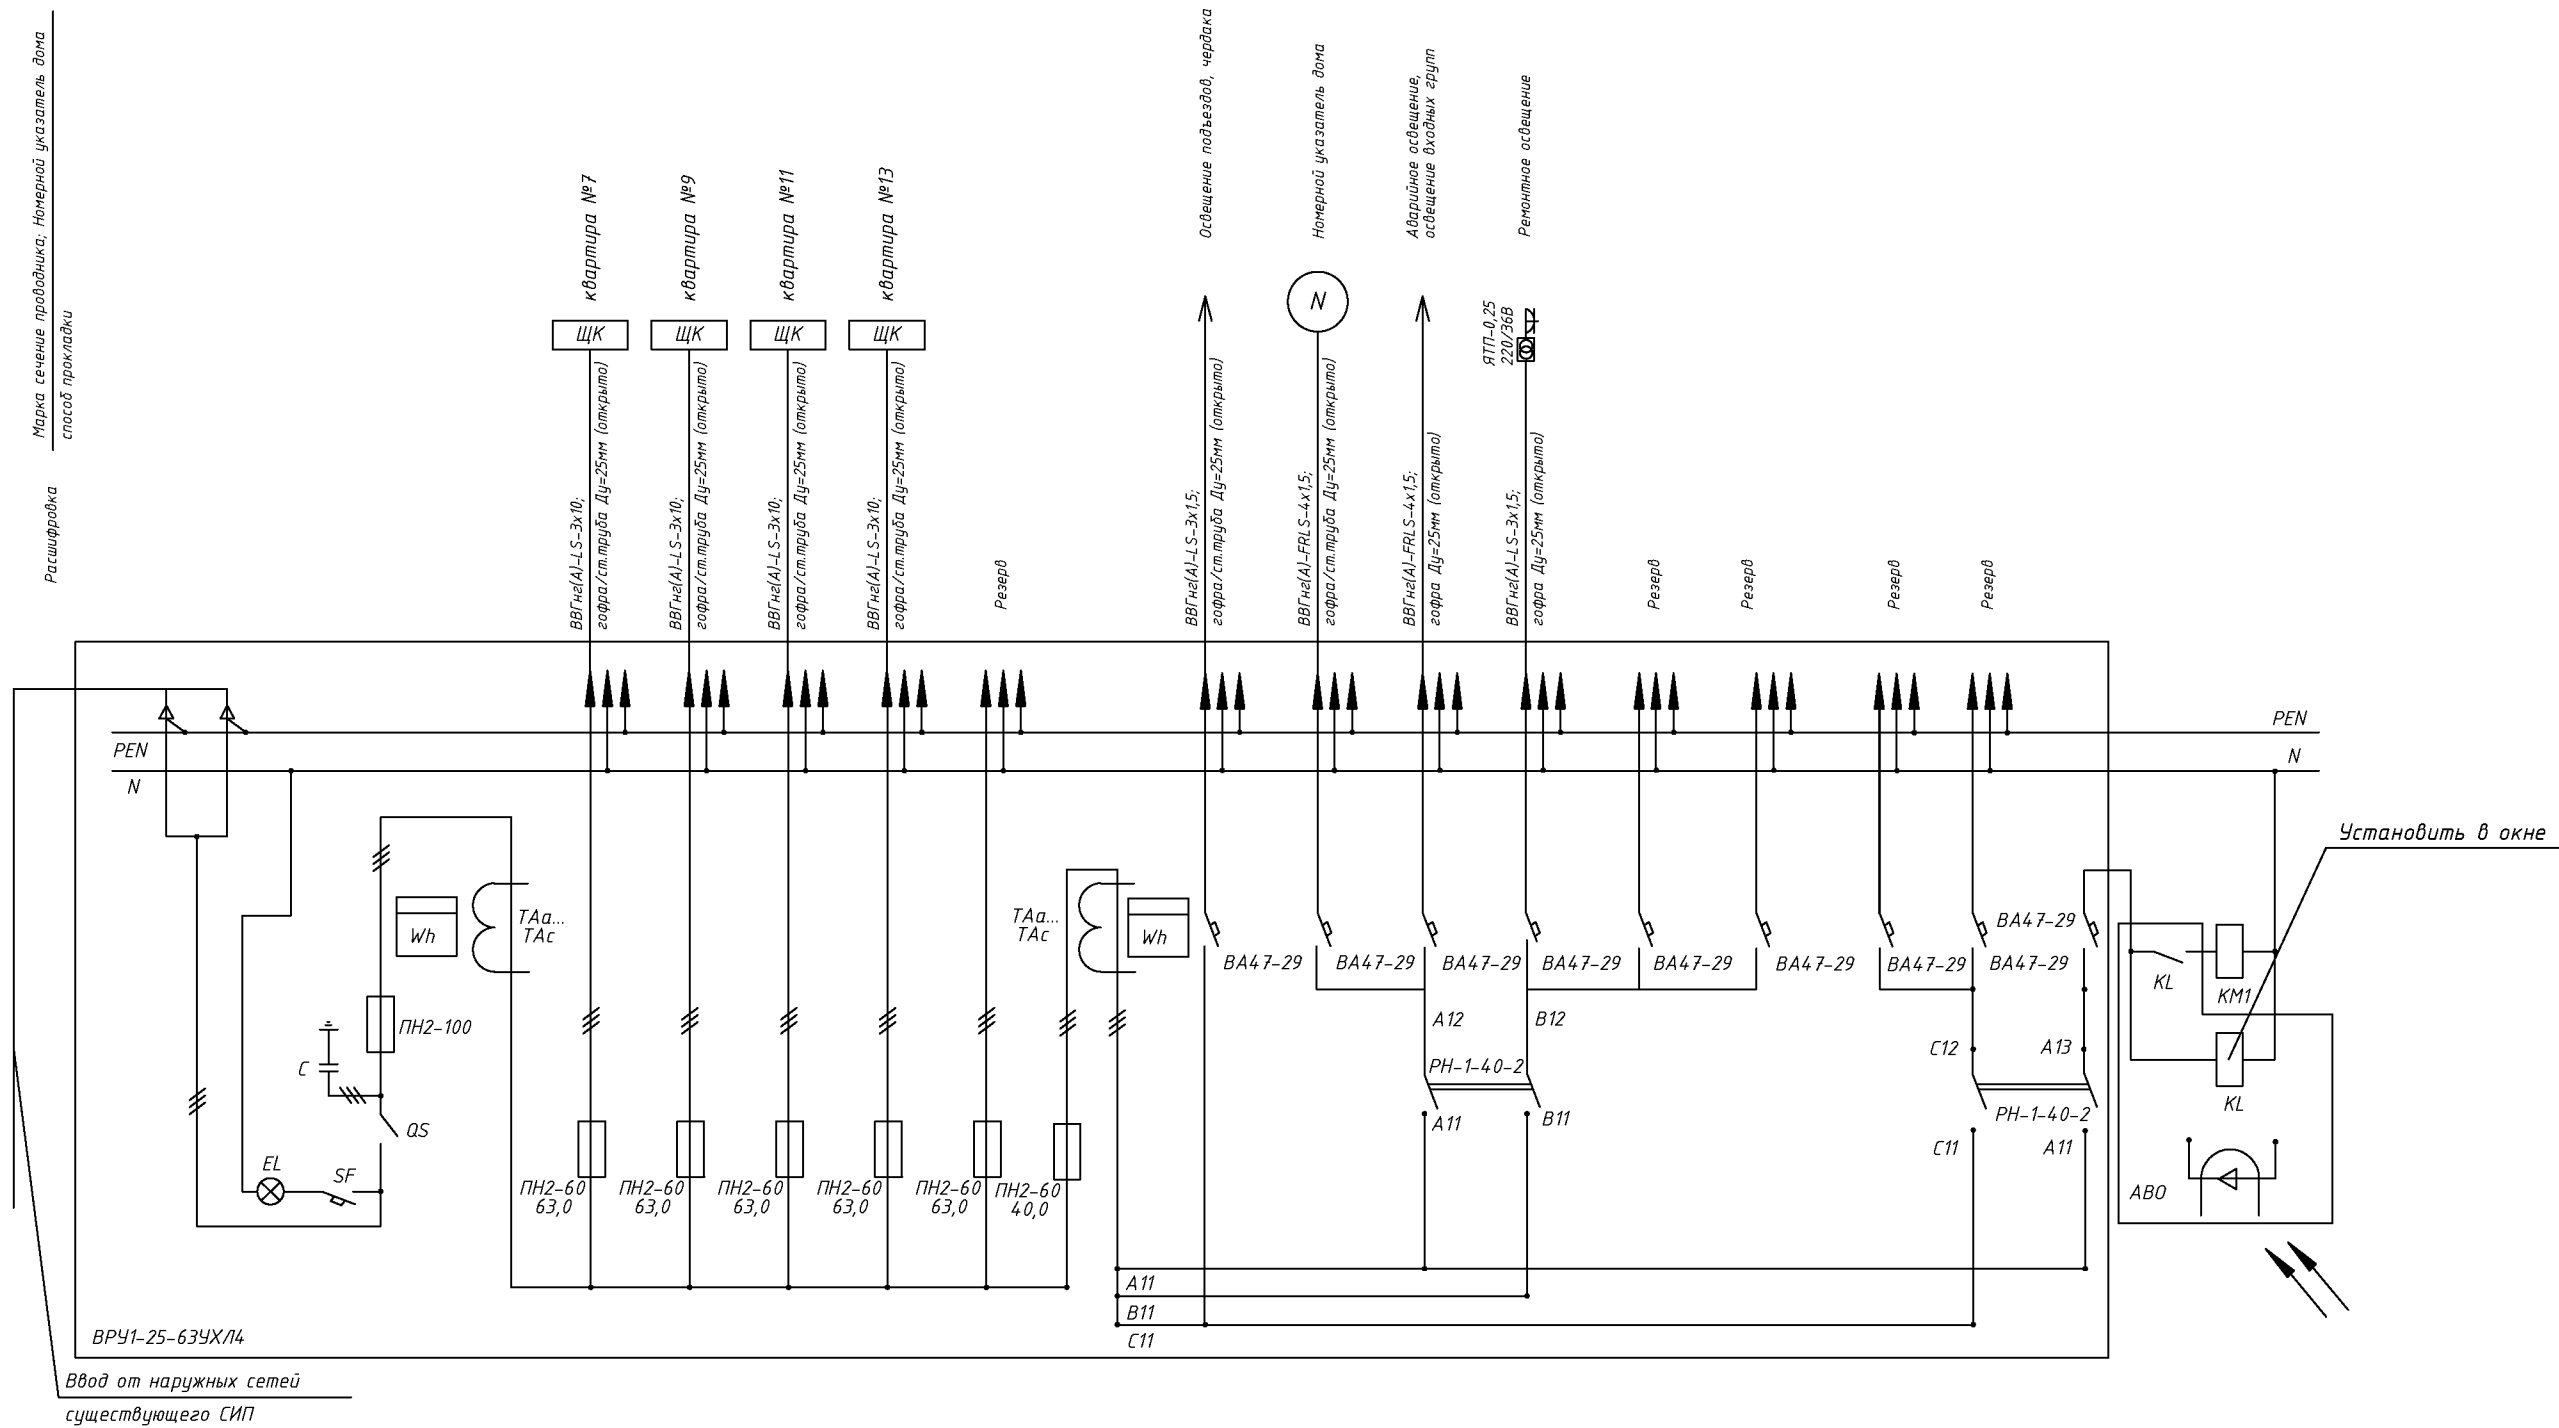 Марка сечение проводника; Номерной указатель дома
способ прокладки
Расшифровка
квартира №7
квартира №9
квартира №11
квартира №13
Освещение подъездов, чердака
Номерной указатель дома
Аварийное освещение,
освещение входных групп
Ремонтное освещение
ЩК
ЩК
ЩК
ЩК
N
ЯТП-0,25
220/36В
ВВГнг(А)-LS-3х10;
гофра/ст.труба Ду=25мм (открыто)
ВВГнг(А)-LS-3х10;
гофра/ст.труба Ду=25мм (открыто)
ВВГнг(А)-LS-3х10;
гофра/ст.труба Ду=25мм (открыто)
ВВГнг(А)-LS-3х10;
гофра/ст.труба Ду=25мм (открыто)
Резерв
ВВГнг(А)-LS-3х1,5;
гофра/ст.труба Ду=25мм (открыто)
ВВГнг(А)-FRLS-4х1,5;
гофра/ст.труба Ду=25мм (открыто)
ВВГнг(А)-FRLS-4х1,5;
гофра Ду=25мм (открыто)
ВВГнг(А)-LS-3х1,5;
гофра Ду=25мм (открыто)
Резерв
Резерв
Резерв
Резерв
PEN
N
PEN
N
Установить в окне
Wh
ТАа...
ТАс
ТАа...
ТАс
Wh
ВА47-29
ВА47-29
ВА47-29
ВА47-29
ВА47-29
ВА47-29
ВА47-29
ВА47-29
ВА47-29
KL
КМ1
ПН2-100
С
QS
EL
SF
A12
B12
C12
A13
РН-1-40-2
A11
B11
РН-1-40-2
C11
A11
KL
АВО
ПН2-60
63,0
ПН2-60
63,0
ПН2-60
63,0
ПН2-60
63,0
ПН2-60
63,0
ПН2-60
40,0
A11
B11
C11
ВРУ1-25-63УХЛ4
Ввод от наружных сетей
существующего СИП